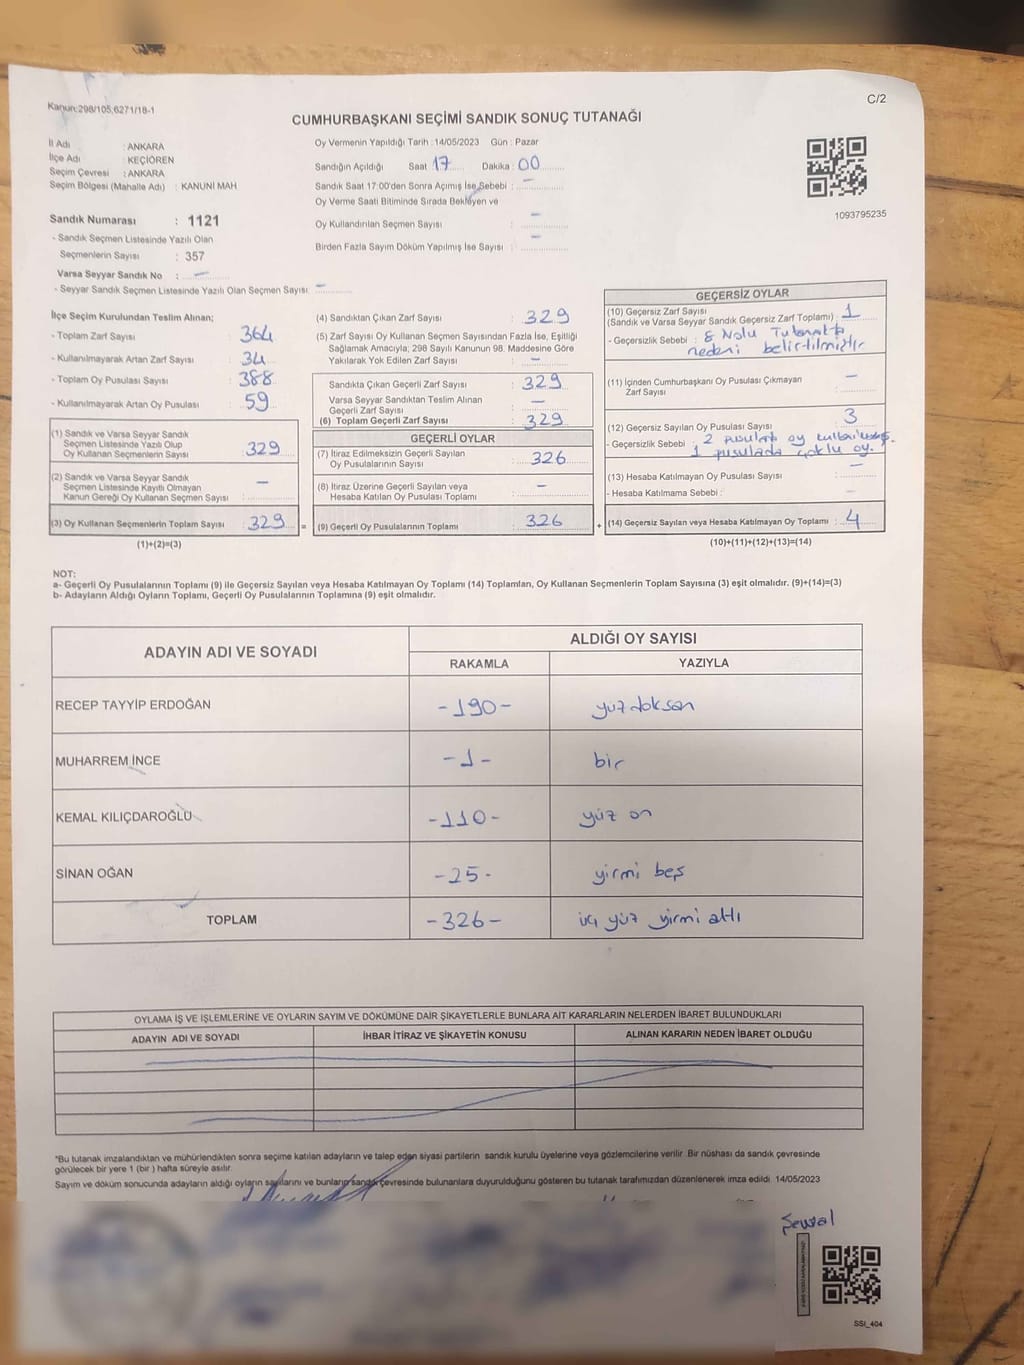 Kanun:298/105,6271/18-1
C/2
CUMHURBAŞKANI SEÇİMİ SANDIK SONUÇ TUTANAĞI
İl Adı : ANKARA
İlçe Adı : KEÇİÖREN
Seçim Çevresi : ANKARA
Seçim Bölgesi (Mahalle Adı) : KANUNİ MAH
Oy Vermenin Yapıldığı Tarih :14/05/2023 Gün : Pazar
Sandığın Açıldığı Saat 17 Dakika : 00
Sandık Saat 17:00'den Sonra Açımış İse Sebebi : –
Oy Verme Saati Bitiminde Sırada Bekleyen ve
Oy Kullandırılan Seçmen Sayısı : –
Birden Fazla Sayım Döküm Yapılmış İse Sayısı : –
1093795235
Sandık Numarası : 1121
- Sandık Seçmen Listesinde Yazılı Olan
Seçmenlerin Sayısı : 357
Varsa Seyyar Sandık No : –
- Seyyar Sandık Seçmen Listesinde Yazılı Olan Seçmen Sayısı: –
İlçe Seçim Kurulundan Teslim Alınan;
- Toplam Zarf Sayısı : 364
- Kullanılmayarak Artan Zarf Sayısı : 34
- Toplam Oy Pusulası Sayısı : 388
- Kullanılmayarak Artan Oy Pusulası : 59
(1) Sandık ve Varsa Seyyar Sandık
Seçmen Listesinde Yazılı Olup
Oy Kullanan Seçmenlerin Sayısı : 329
(2) Sandık ve Varsa Seyyar Sandık
Seçmen Listesinde Kayıtlı Olmayan
Kanun Gereği Oy Kullanan Seçmen Sayısı : –
(3) Oy Kullanan Seçmenlerin Toplam Sayısı : 329 =
(1)+(2)=(3)
(4) Sandıktan Çıkan Zarf Sayısı : 329
(5) Zarf Sayısı Oy Kullanan Seçmen Sayısından Fazla İse, Eşitliği
Sağlamak Amacıyla; 298 Sayılı Kanunun 98. Maddesine Göre
Yakılarak Yok Edilen Zarf Sayısı : –
Sandıkta Çıkan Geçerli Zarf Sayısı : 329
Varsa Seyyar Sandıktan Teslim Alınan
Geçerli Zarf Sayısı : –
(6) Toplam Geçerli Zarf Sayısı : 329
GEÇERLİ OYLAR
(7) İtiraz Edilmeksizin Geçerli Sayılan
Oy Pusulalarının Sayısı : 326
(8) İtiraz Üzerine Geçerli Sayılan veya
Hesaba Katılan Oy Pusulası Toplamı : –
(9) Geçerli Oy Pusulalarının Toplamı : 326 +
GEÇERSİZ OYLAR
(10) Geçersiz Zarf Sayısı
(Sandık ve Varsa Seyyar Sandık Geçersiz Zarf Toplamı) : 1
- Geçersizlik Sebebi : 8 Nolu Tutanakta
nedeni belirtilmiştir
(11) İçinden Cumhurbaşkanı Oy Pusulası Çıkmayan
Zarf Sayısı : –
(12) Geçersiz Sayılan Oy Pusulası Sayısı : 3
- Geçersizlik Sebebi : 2 pusulada oy
1 pusulada çoklu oy.
(13) Hesaba Katılmayan Oy Pusulası Sayısı : –
- Hesaba Katılmama Sebebi : –
(14) Geçersiz Sayılan veya Hesaba Katılmayan Oy Toplamı : 4
(10)+(11)+(12)+(13)=(14)
NOT:
a- Geçerli Oy Pusulalarının Toplamı (9) ile Geçersiz Sayılan veya Hesaba Katılmayan Oy Toplamı (14) Toplamları, Oy Kullanan Seçmenlerin Toplam Sayısına (3) eşit olmalıdır. (9)+(14)=(3)
b- Adayların Aldığı Oyların Toplamı, Geçerli Oy Pusulalarının Toplamına (9) eşit olmalıdır.
ADAYIN ADI VE SOYADI
ALDIĞI OY SAYISI
RAKAMLA YAZIYLA
RECEP TAYYİP ERDOĞAN -190- yüzdoksan
MUHARREM İNCE -1- bir
KEMAL KILIÇDAROĞLU -110- yüz on
SİNAN OĞAN -25- yirmi beş
TOPLAM -326- üç yüz yirmi altı
OYLAMA İŞ VE İŞLEMLERİNE VE OYLARIN SAYIM VE DÖKÜMÜNE DAİR ŞİKAYETLERLE BUNLARA AİT KARARLARIN NELERDEN İBARET BULUNDUKLARI
ADAYIN ADI VE SOYADI İHBAR İTİRAZ VE ŞİKAYETİN KONUSU ALINAN KARARIN NEDEN İBARET OLDUĞU
*Bu tutanak imzalandıktan ve mühürlendikten sonra seçime katılan adayların ve talep eden siyasi partilerin sandık kurulu üyelerine veya gözlemcilerine verilir. Bir nüshası da sandık çevresinde
görülecek bir yere 1 (bir ) hafta süreyle asılır.
Sayım ve döküm sonucunda adayların aldığı oyların sayılarını ve bunların sandık çevresinde bulunanlara duyurulduğunu gösteren bu tutanak tarafımızdan düzenlenerek imza edildi. 14/05/2023
Şevval
SSI_404